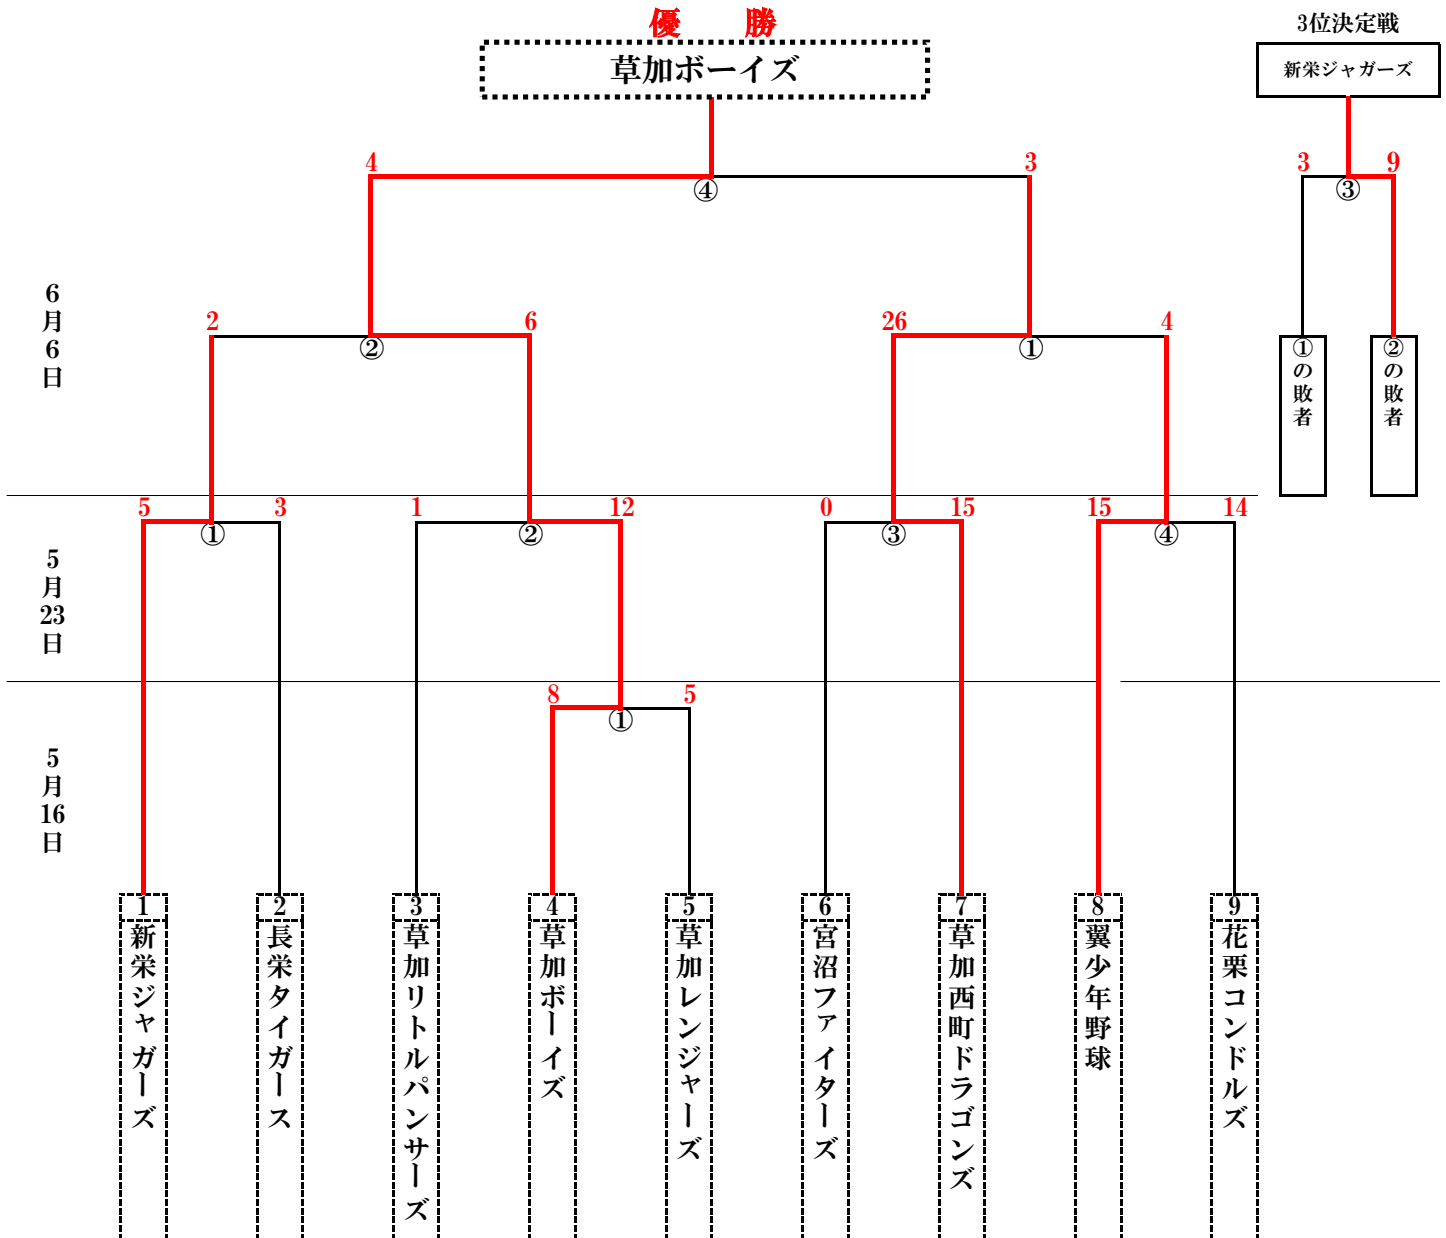 優　勝
草加ボーイズ
3位決定戦
新栄ジャガーズ
4
3
④
3
9
③
6月6日
2
6
②
26
4
①
①の敗者
②の敗者
5
3
①
1
12
②
0
15
③
15
14
④
5月23日
8
5
①
5月16日
1
新栄ジャガーズ
2
長栄タイガース
3
草加リトルパンサーズ
4
草加ボーイズ
5
草加レンジャーズ
6
宮沼ファイターズ
7
草加西町ドラゴンズ
8
翼少年野球
9
花栗コンドルズ